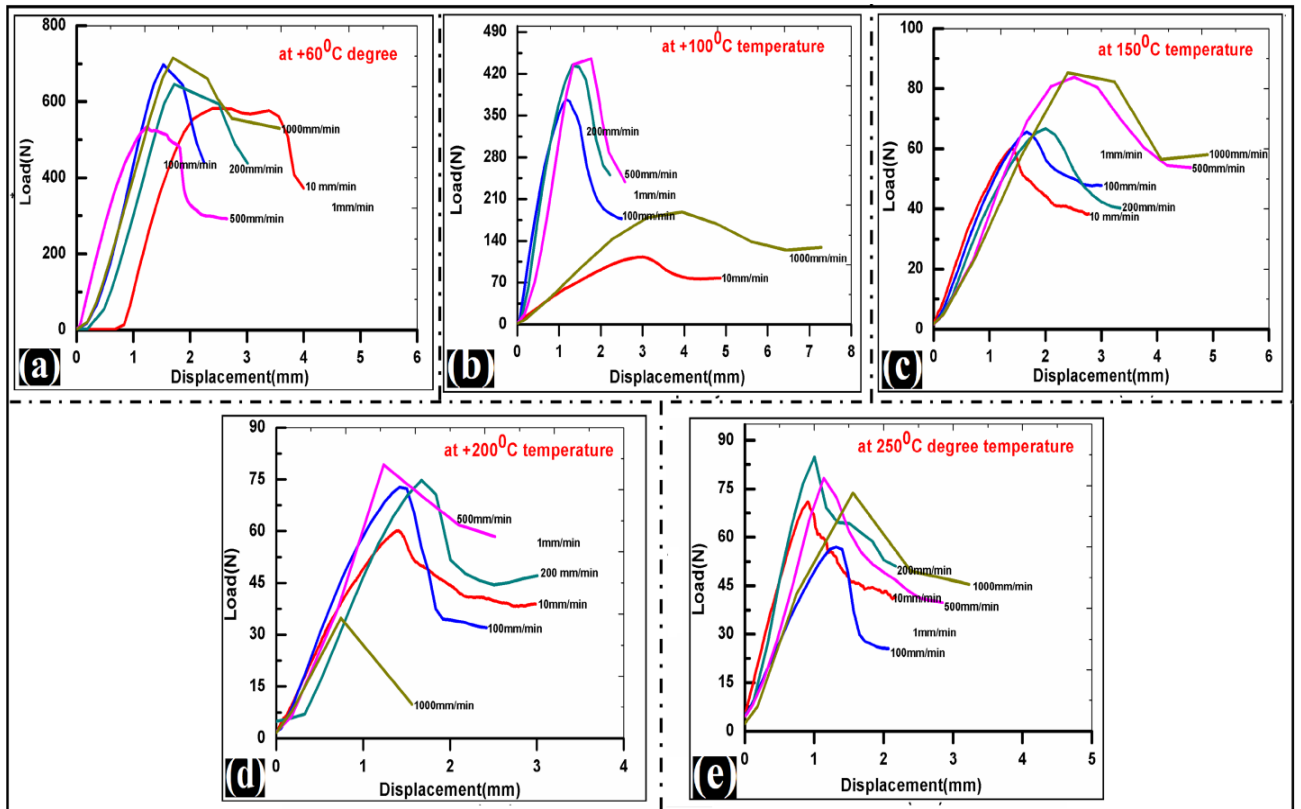 at +60⁰C degree
Load(N)
800
600
400
200
0
1000mm/min
100mm/min
200mm/min
10 mm/min
1mm/min
500mm/min
0 1 2 3 4 5 6
Displacement(mm)
(a)
at +100⁰C temperature
Load(N)
490
420
350
280
210
140
70
0
200mm/min
500mm/min
1mm/min
100mm/min
1000mm/min
10mm/min
0 1 2 3 4 5 6 7 8
Displacement(mm)
(b)
at 150⁰C temperature
Load(N)
100
80
60
40
20
0
1mm/min
1000mm/min
500mm/min
100mm/min
200mm/min
10 mm/min
0 1 2 3 4 5 6
Displacement(mm)
(c)
at +200⁰C temperature
Load(N)
90
75
60
45
30
15
0
500mm/min
1mm/min
200 mm/min
10mm/min
100mm/min
1000mm/min
0 1 2 3 4
Displacement(mm)
(d)
at 250⁰C degree temperature
Load(N)
90
75
60
45
30
15
0
200mm/min
1000mm/min
10mm/min
500mm/min
1mm/min
100mm/min
0 1 2 3 4 5
Displacement(mm)
(e)